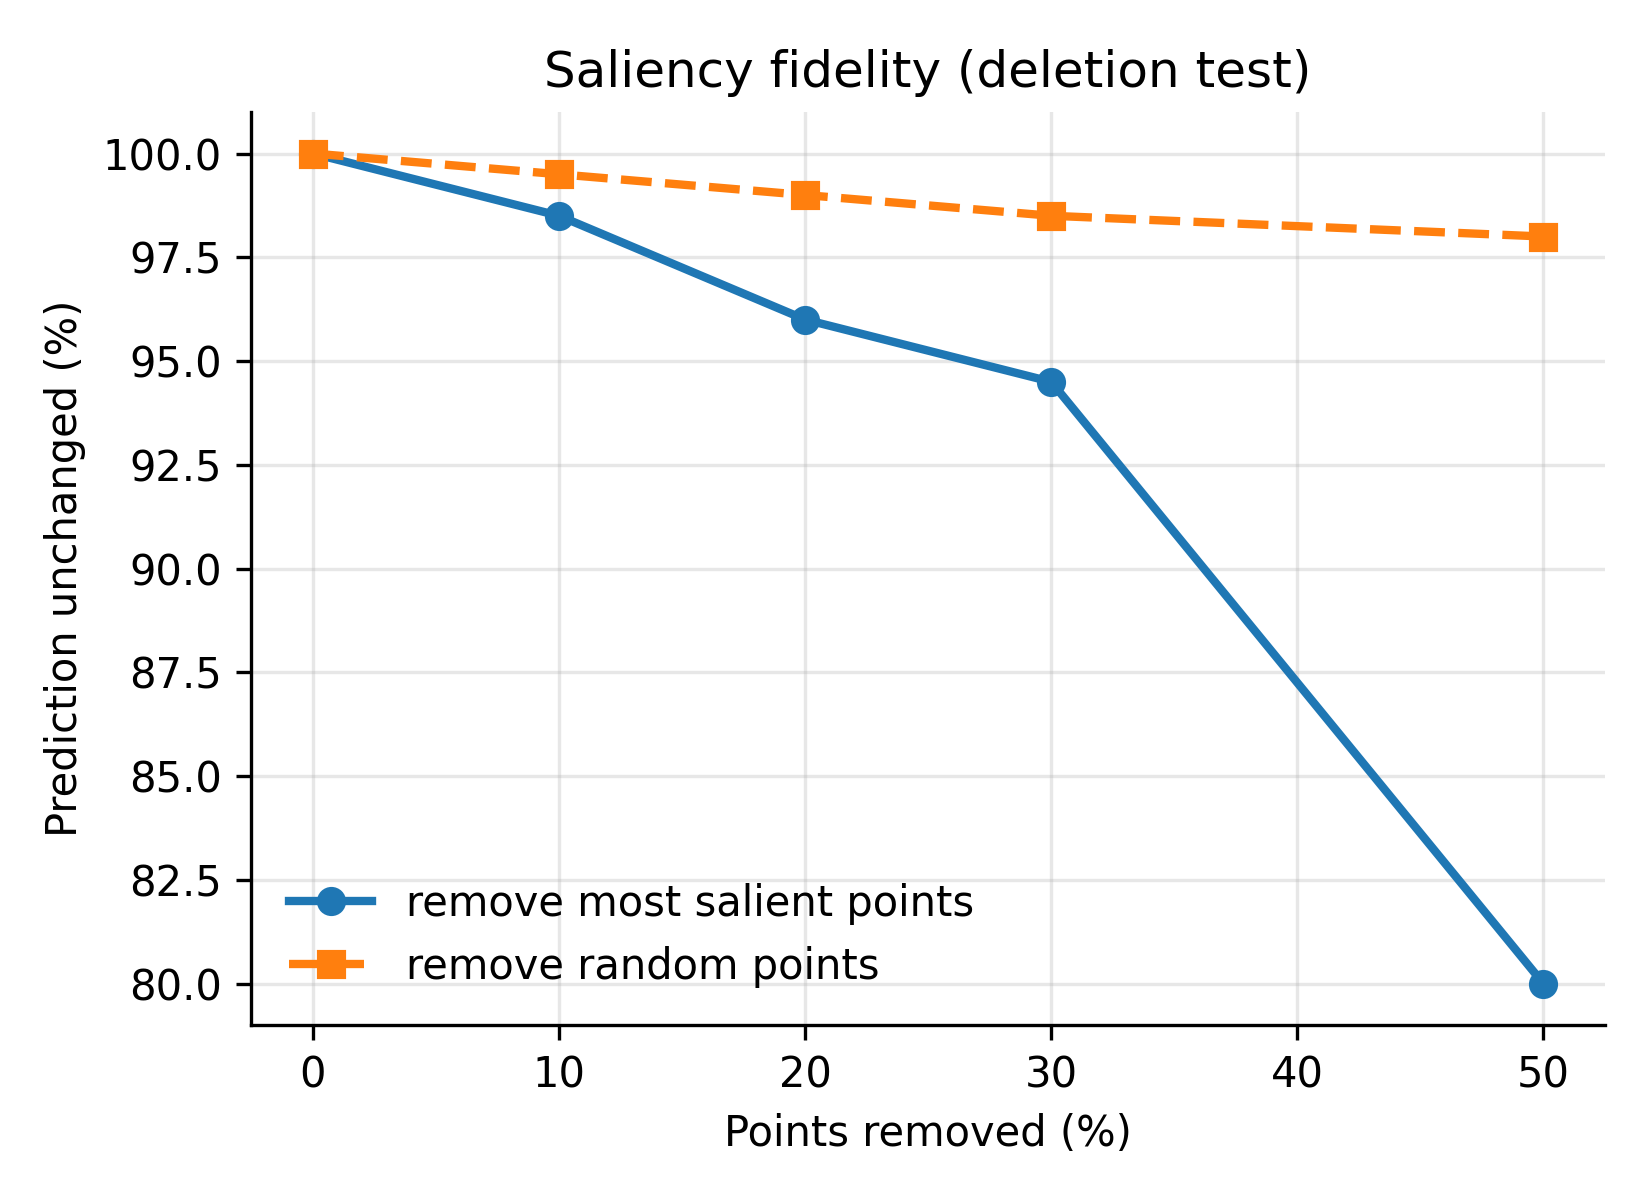 Saliency fidelity (deletion test)
Prediction unchanged (%)
100.0
97.5
95.0
92.5
90.0
87.5
85.0
82.5
80.0
remove most salient points
remove random points
0 10 20 30 40 50
Points removed (%)